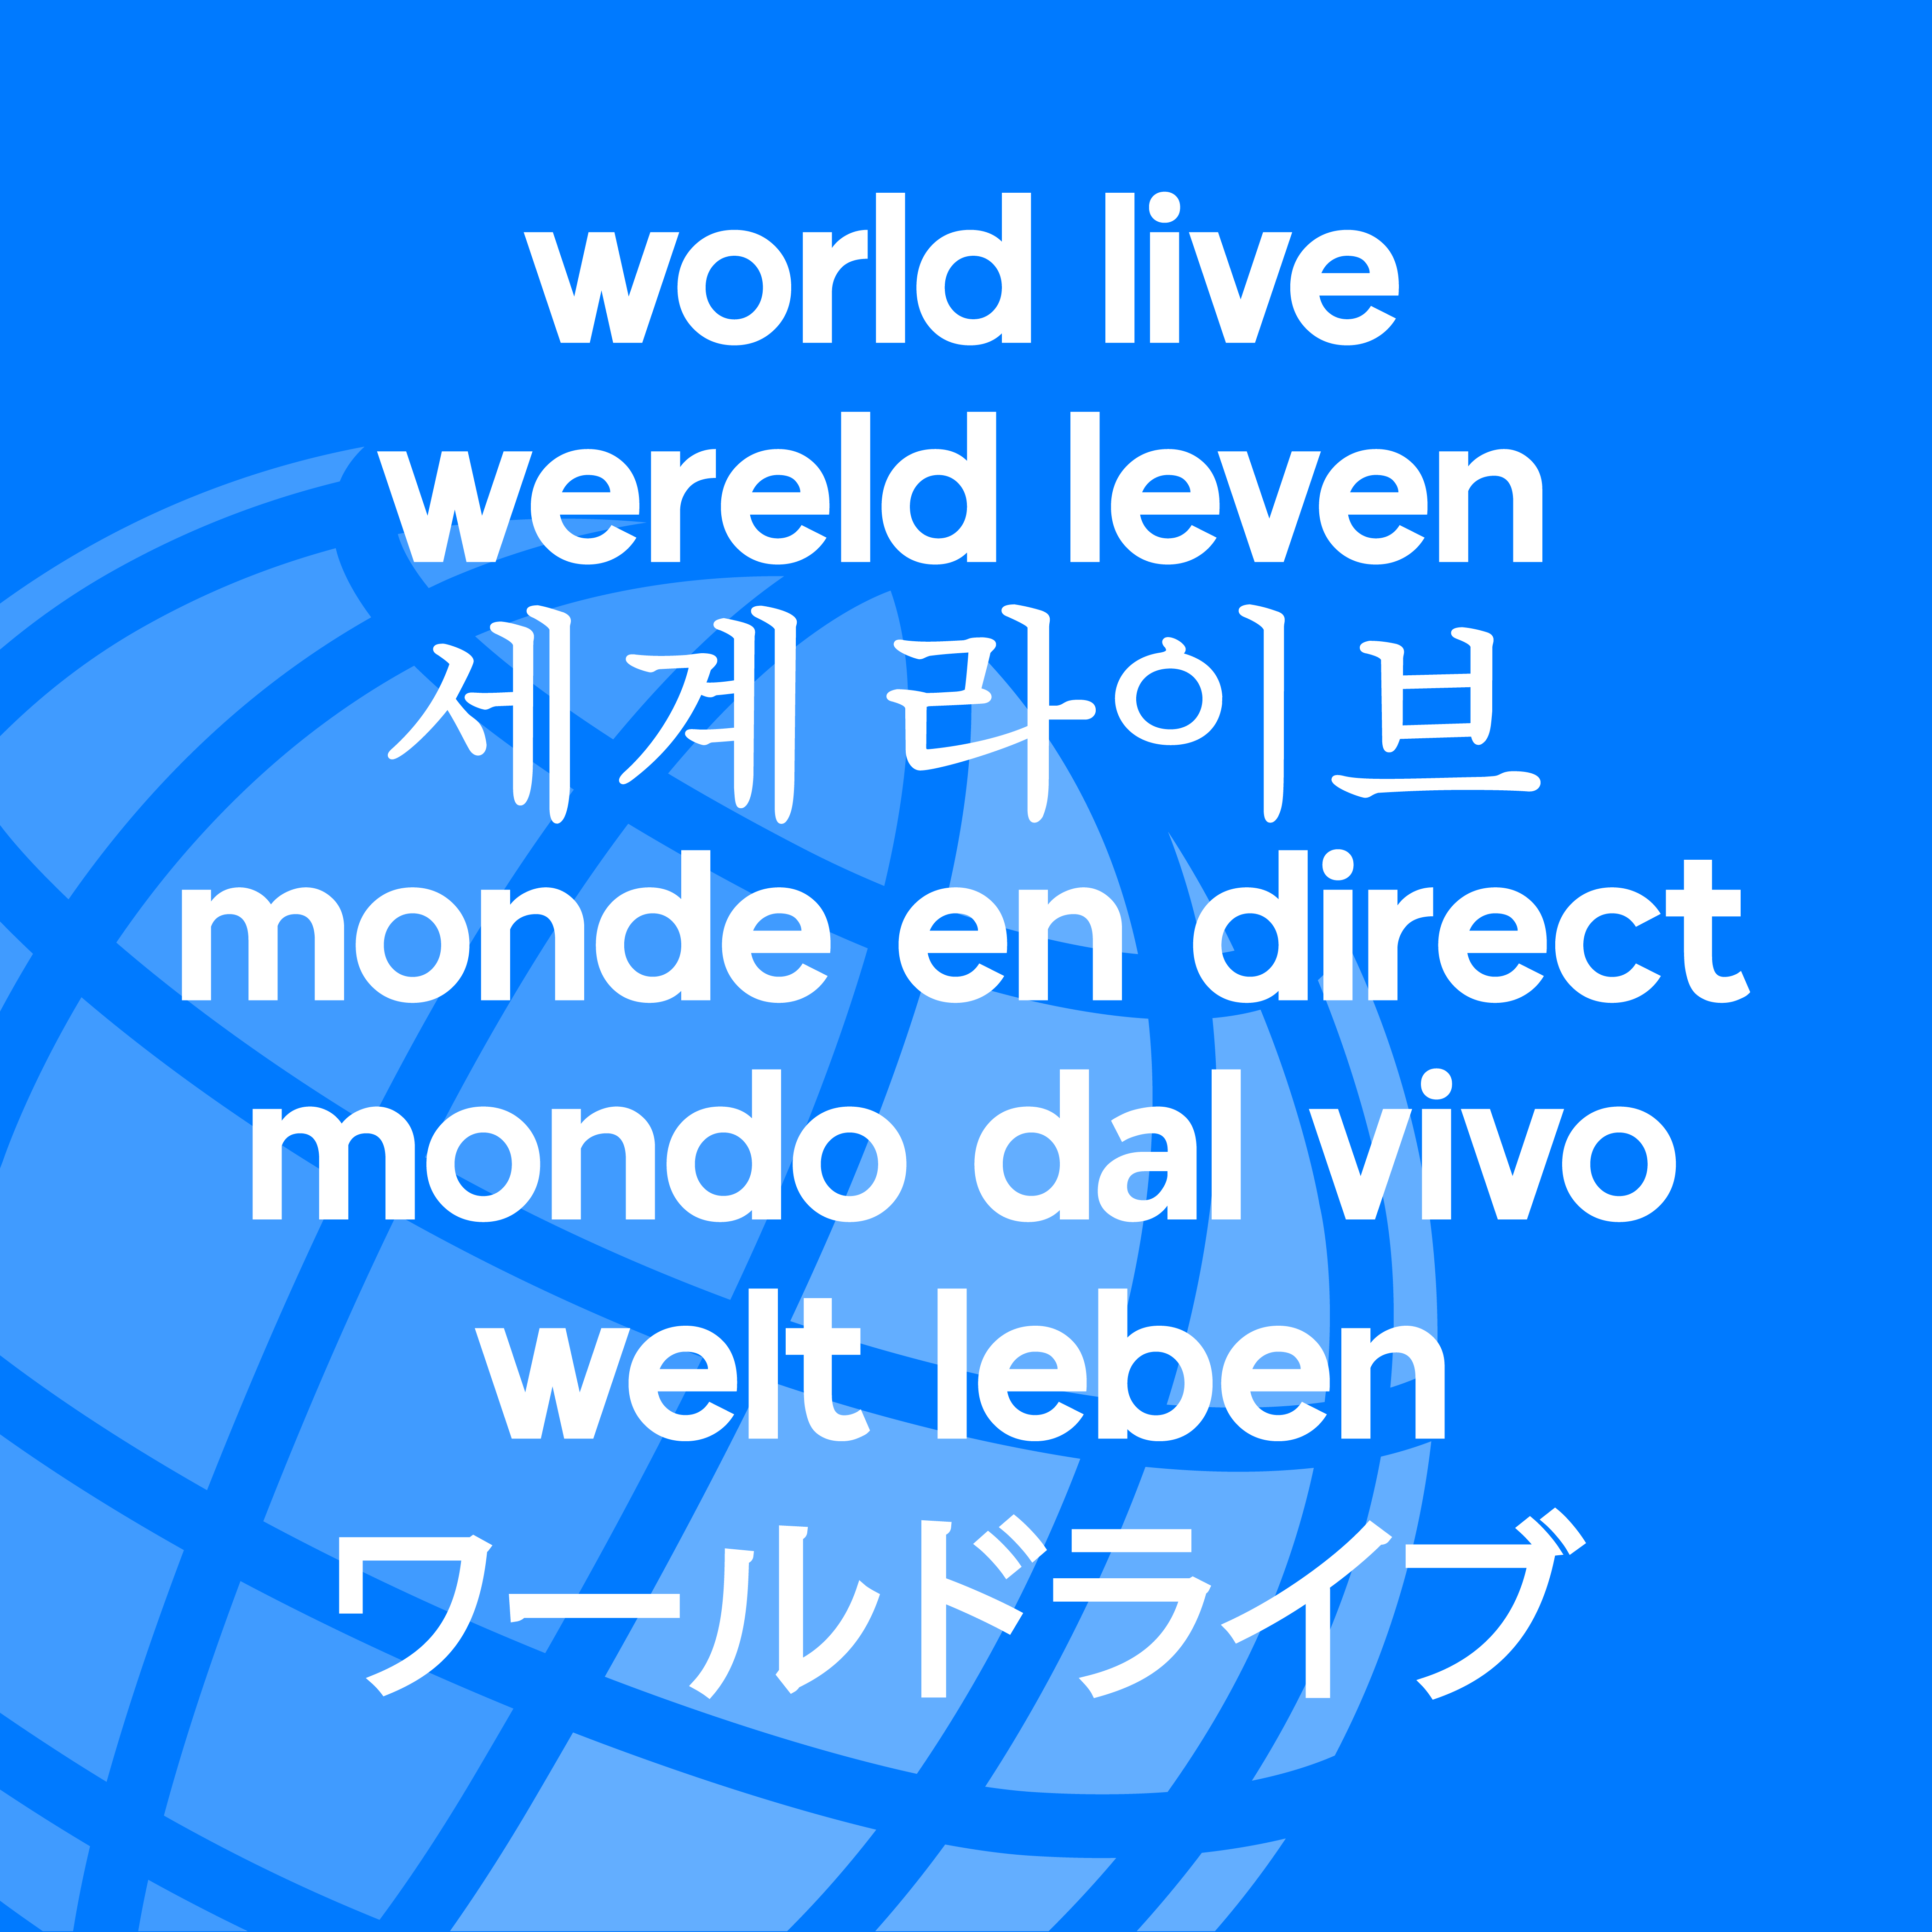 world live
wereld leven
세계 라이브
monde en direct
mondo dal vivo
welt leben
ワールドライブ